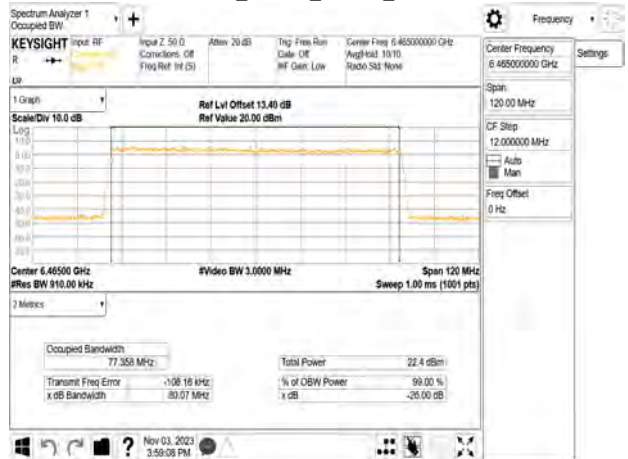 Spectrum Analyzer 1
Occupied BW
Frequency
KEYSIGHT
Input: RF
Input Z: 50 Ω
Corrections: Off
Freq Ref: Int (S)
Atten: 20 dB
Trig: Free Run
Gate: Off
#IF Gain: Low
Center Freq: 6.465000000 GHz
Avg|Hold: 10/10
Radio Std: None
R
1 Graph
Scale/Div 10.0 dB
Ref Lvl Offset 13.40 dB
Ref Value 20.00 dBm
Log
Center 6.46500 GHz
#Res BW 910.00 kHz
#Video BW 3.0000 MHz
Span 120 MHz
Sweep 1.00 ms (1001 pts)
2 Metrics
Occupied Bandwidth
77.358 MHz
Total Power 22.4 dBm
Transmit Freq Error -108.16 kHz
% of OBW Power 99.00 %
x dB Bandwidth 80.07 MHz
x dB -26.00 dB
Nov 03, 2023
3:59:08 PM
Center Frequency
6.465000000 GHz
Settings
Span
120.00 MHz
CF Step
12.000000 MHz
Auto
Man
Freq Offset
0 Hz